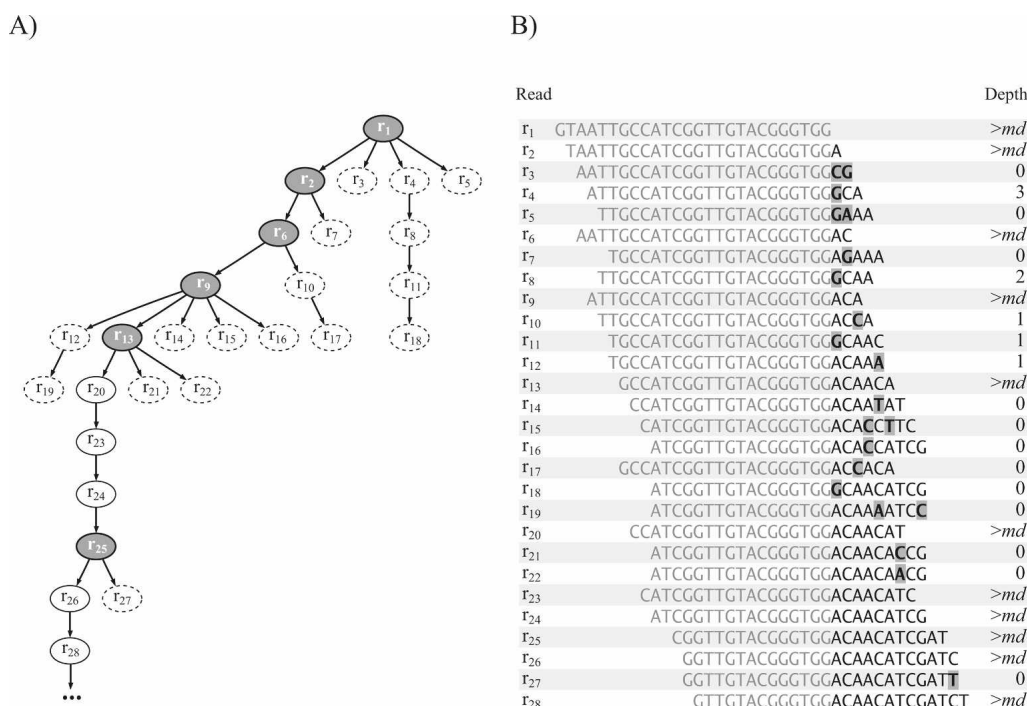 A)
r1
r2 r3 r4 r5
r6 r7 r8
r9 r10 r11
r12 r13 r14 r15 r16 r17 r18
r19 r20 r21 r22
r23
r24
r25
r26 r27
r28
•••
B)
Read Depth
r1 GTAATTGCCATCGGTTGTACGGGTGG >md
r2 TAATTGCCATCGGTTGTACGGGTGGA >md
r3 AATTGCCATCGGTTGTACGGGTGGCG 0
r4 ATTGCCATCGGTTGTACGGGTGGGCA 3
r5 TTGCCATCGGTTGTACGGGTGGGAAA 0
r6 AATTGCCATCGGTTGTACGGGTGGAC >md
r7 TGCCATCGGTTGTACGGGTGGAGAAA 0
r8 TTGCCATCGGTTGTACGGGTGGGCAA 2
r9 ATTGCCATCGGTTGTACGGGTGGACA >md
r10 TTGCCATCGGTTGTACGGGTGGACCA 1
r11 TGCCATCGGTTGTACGGGTGGGCAAC 1
r12 TGCCATCGGTTGTACGGGTGGACAAA 1
r13 GCCATCGGTTGTACGGGTGGACAACA >md
r14 CCATCGGTTGTACGGGTGGACAATAT 0
r15 CATCGGTTGTACGGGTGGACACCTTC 0
r16 ATCGGTTGTACGGGTGGACACCATCG 0
r17 GCCATCGGTTGTACGGGTGGACCACA 0
r18 ATCGGTTGTACGGGTGGGCAACATCG 0
r19 ATCGGTTGTACGGGTGGACAAAATCC 0
r20 CCATCGGTTGTACGGGTGGACAACAT >md
r21 ATCGGTTGTACGGGTGGACAACACCG 0
r22 ATCGGTTGTACGGGTGGACAACAACG 0
r23 CATCGGTTGTACGGGTGGACAACATC >md
r24 ATCGGTTGTACGGGTGGACAACATCG >md
r25 CGGTTGTACGGGTGGACAACATCGAT >md
r26 GGTTGTACGGGTGGACAACATCGATC >md
r27 GGTTGTACGGGTGGACAACATCGATT 0
r28 GTTGTACGGGTGGACAACATCGATCT >md